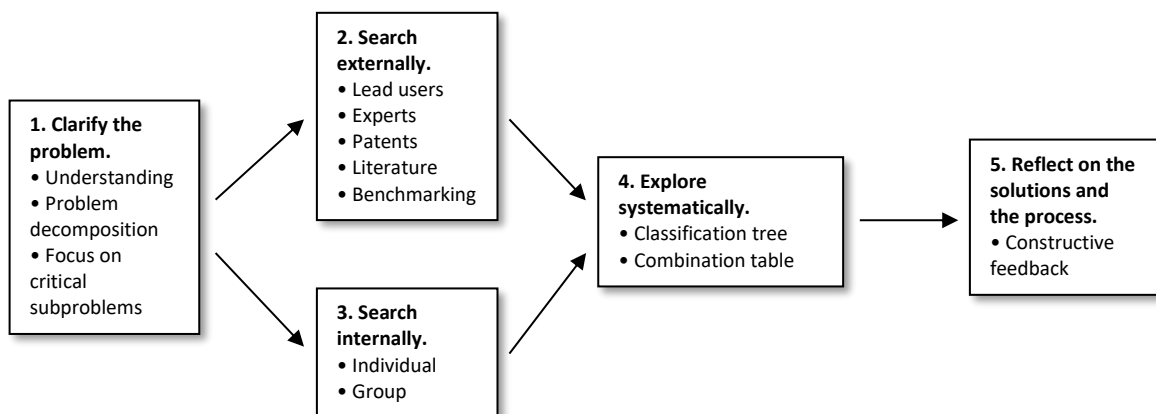 1. Clarify the
problem.
• Understanding
• Problem
decomposition
• Focus on
critical
subproblems
2. Search
externally.
• Lead users
• Experts
• Patents
• Literature
• Benchmarking
3. Search
internally.
• Individual
• Group
4. Explore
systematically.
• Classification tree
• Combination table
5. Reflect on the
solutions and
the process.
• Constructive
feedback